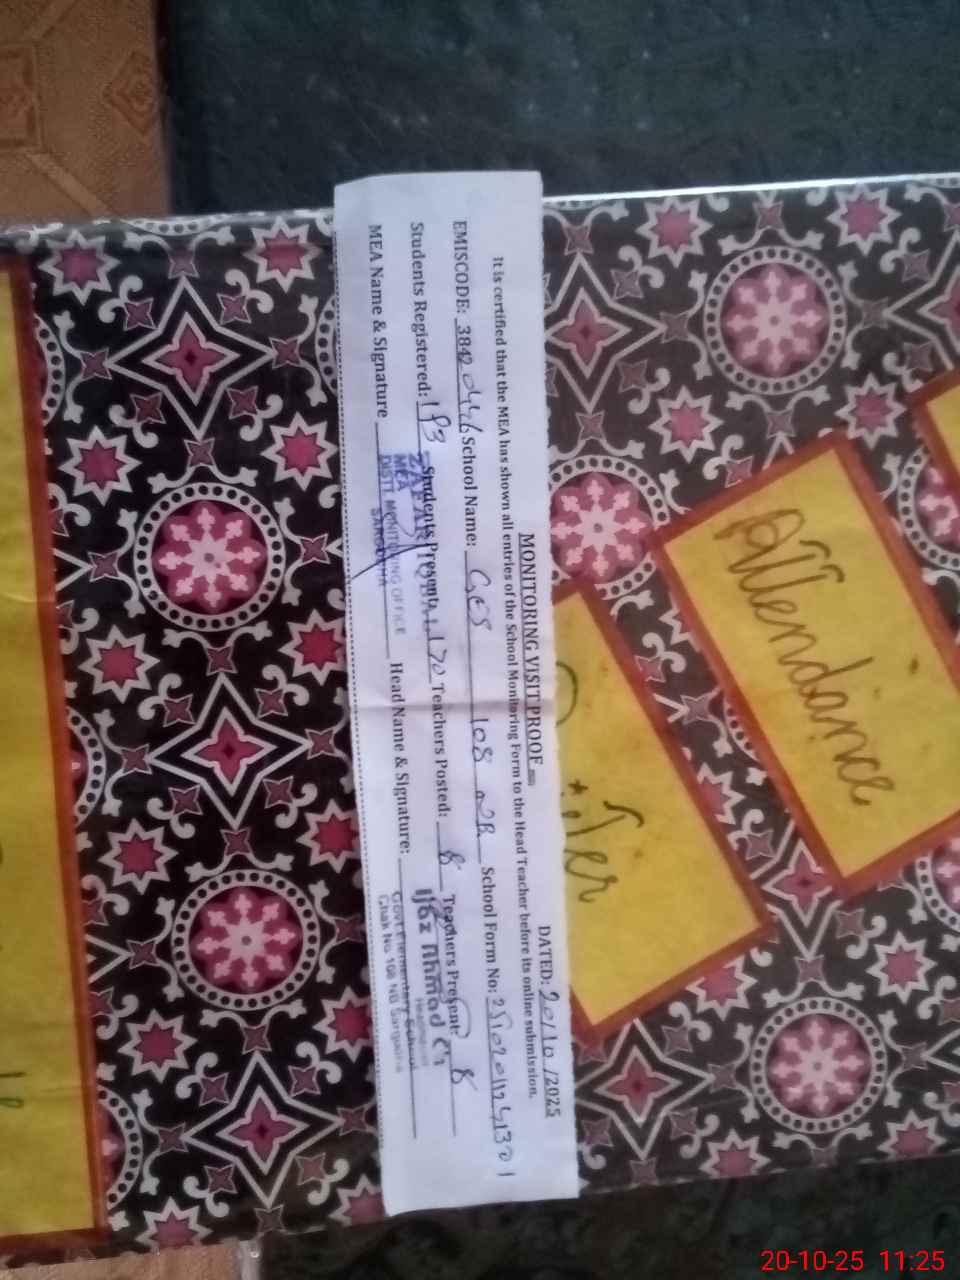 MONITORING VISIT PROOF
DATED: 20/10/2025
It is certified that the MEA has shown all entries of the School Monitoring Form to the Head Teacher before its online submission.
EMISCODE: 3842 School Name: GES 108 NB School Form No:
Students Registered: Students Present: 170 Teachers Posted: 8 Teachers Present: 8
MEA Name & Signature Head Name & Signature:
ZAFAR IQBAL
MEA
DISTT. MONITORING OFFICE
SARGODHA
Ijaz Ahmad
Headmaster
Govt. Elementary School
Chak No 108 NB Sargodha
Attendance
20-10-25 11:25